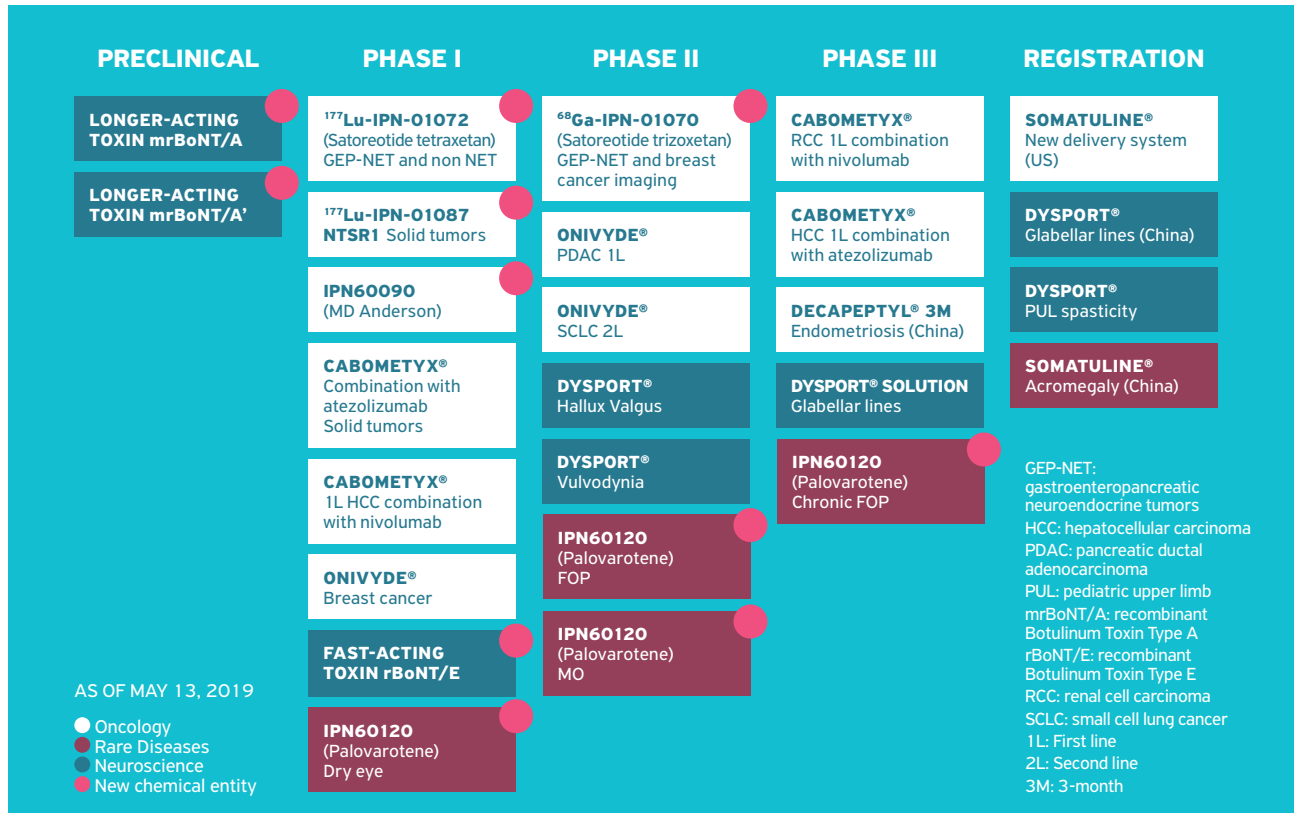 PRECLINICAL
LONGER-ACTING
TOXIN mrBoNT/A
LONGER-ACTING
TOXIN mrBoNT/A’
PHASE I
¹⁷⁷Lu-IPN-01072
(Satoreotide tetraxetan)
GEP-NET and non NET
¹⁷⁷Lu-IPN-01087
NTSR1 Solid tumors
IPN60090
(MD Anderson)
CABOMETYX®
Combination with
atezolizumab
Solid tumors
CABOMETYX®
1L HCC combination
with nivolumab
ONIVYDE®
Breast cancer
FAST-ACTING
TOXIN rBoNT/E
IPN60120
(Palovarotene)
Dry eye
PHASE II
⁶⁸Ga-IPN-01070
(Satoreotide trizoxetan)
GEP-NET and breast
cancer imaging
ONIVYDE®
PDAC 1L
ONIVYDE®
SCLC 2L
DYSPORT®
Hallux Valgus
DYSPORT®
Vulvodynia
IPN60120
(Palovarotene)
FOP
IPN60120
(Palovarotene)
MO
PHASE III
CABOMETYX®
RCC 1L combination
with nivolumab
CABOMETYX®
HCC 1L combination
with atezolizumab
DECAPEPTYL® 3M
Endometriosis (China)
DYSPORT® SOLUTION
Glabellar lines
IPN60120
(Palovarotene)
Chronic FOP
REGISTRATION
SOMATULINE®
New delivery system
(US)
DYSPORT®
Glabellar lines (China)
DYSPORT®
PUL spasticity
SOMATULINE®
Acromegaly (China)
AS OF MAY 13, 2019
Oncology
Rare Diseases
Neuroscience
New chemical entity
GEP-NET:
gastroenteropancreatic
neuroendocrine tumors
HCC: hepatocellular carcinoma
PDAC: pancreatic ductal
adenocarcinoma
PUL: pediatric upper limb
mrBoNT/A: recombinant
Botulinum Toxin Type A
rBoNT/E: recombinant
Botulinum Toxin Type E
RCC: renal cell carcinoma
SCLC: small cell lung cancer
1L: First line
2L: Second line
3M: 3-month